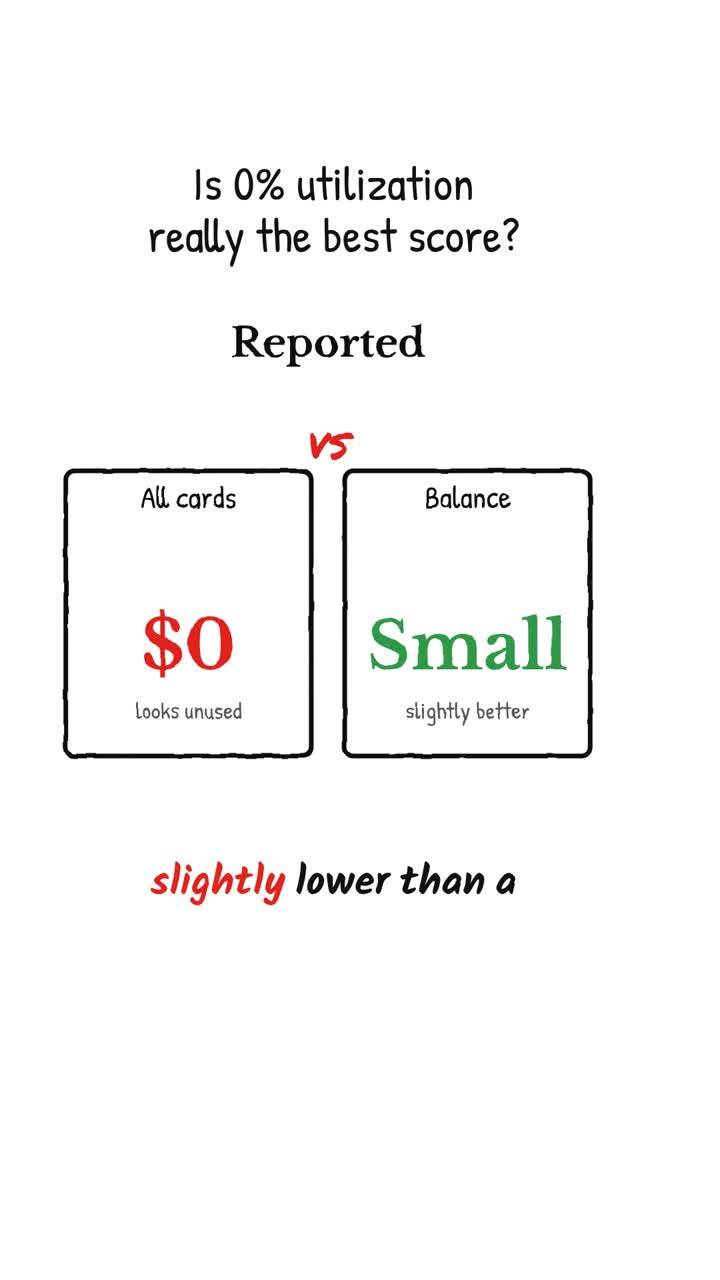 Is 0% utilization
really the best score?
Reported
vs
All cards
$0
looks unused
Balance
Small
slightly better
slightly lower than a